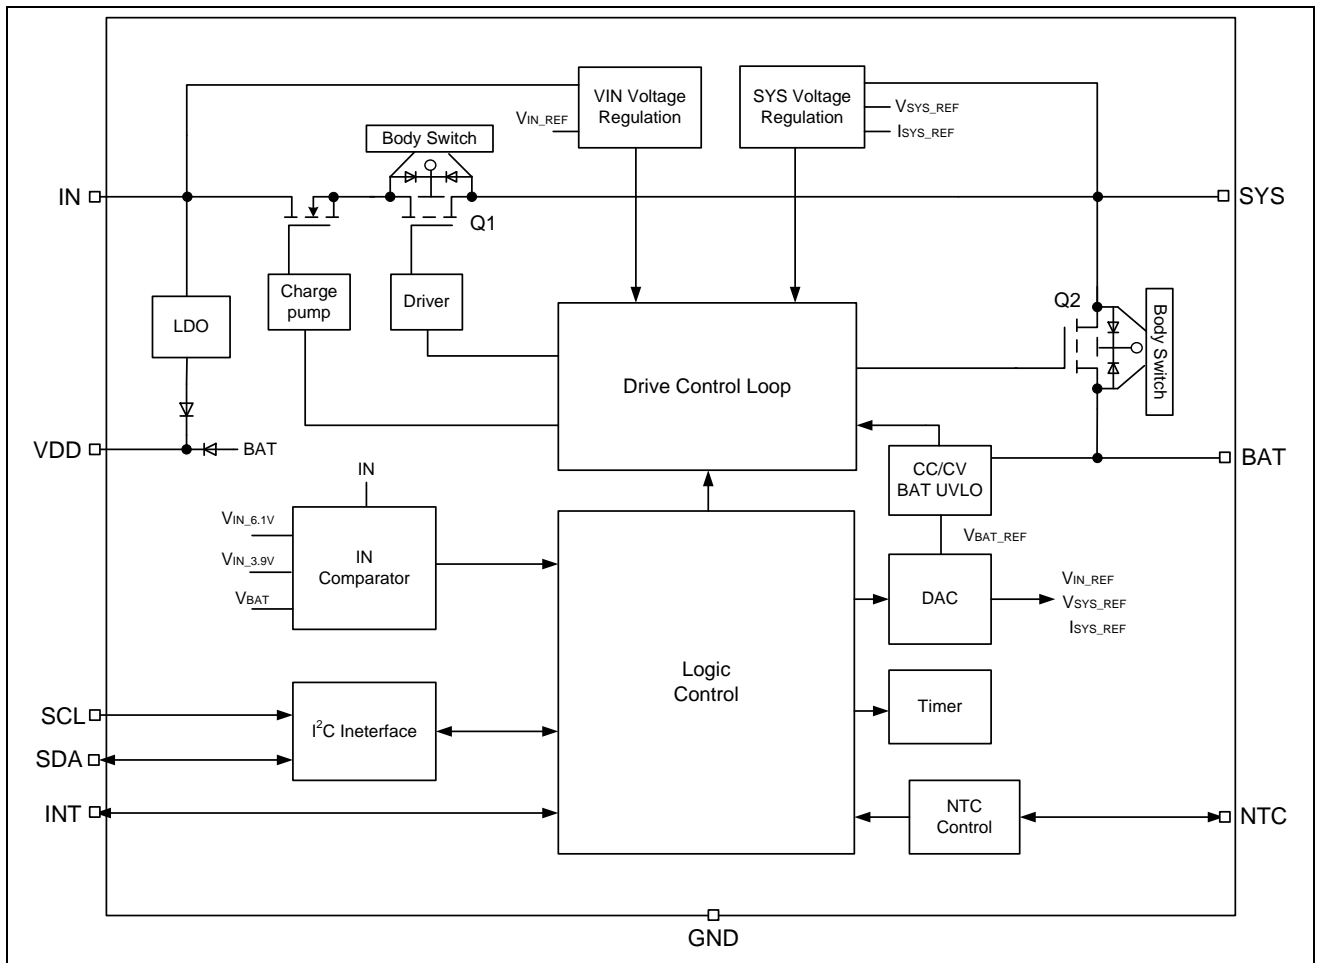 VIN Voltage
Regulation
SYS Voltage
Regulation
VIN_REF
VSYS_REF
ISYS_REF
Body Switch
IN
SYS
Q1
Charge
pump
Driver
LDO
Q2
Body Switch
Drive Control Loop
VDD
BAT
BAT
CC/CV
BAT UVLO
IN
VIN_6.1V
VIN_3.9V
VBAT
IN
Comparator
VBAT_REF
DAC
VIN_REF
VSYS_REF
ISYS_REF
Logic
Control
Timer
SCL
SDA
I2C Ineterface
INT
NTC
Control
NTC
GND